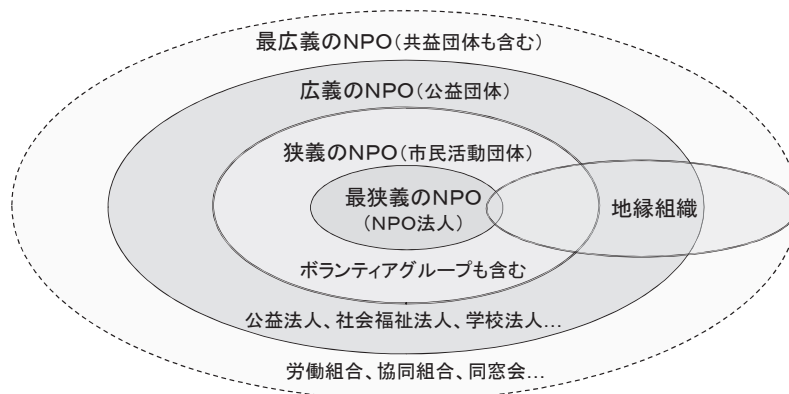 最広義のNPO（共益団体も含む）
広義のNPO（公益団体）
狭義のNPO（市民活動団体）
最狭義のNPO
（NPO法人）
地縁組織
ボランティアグループも含む
公益法人、社会福祉法人、学校法人…
労働組合、協同組合、同窓会…